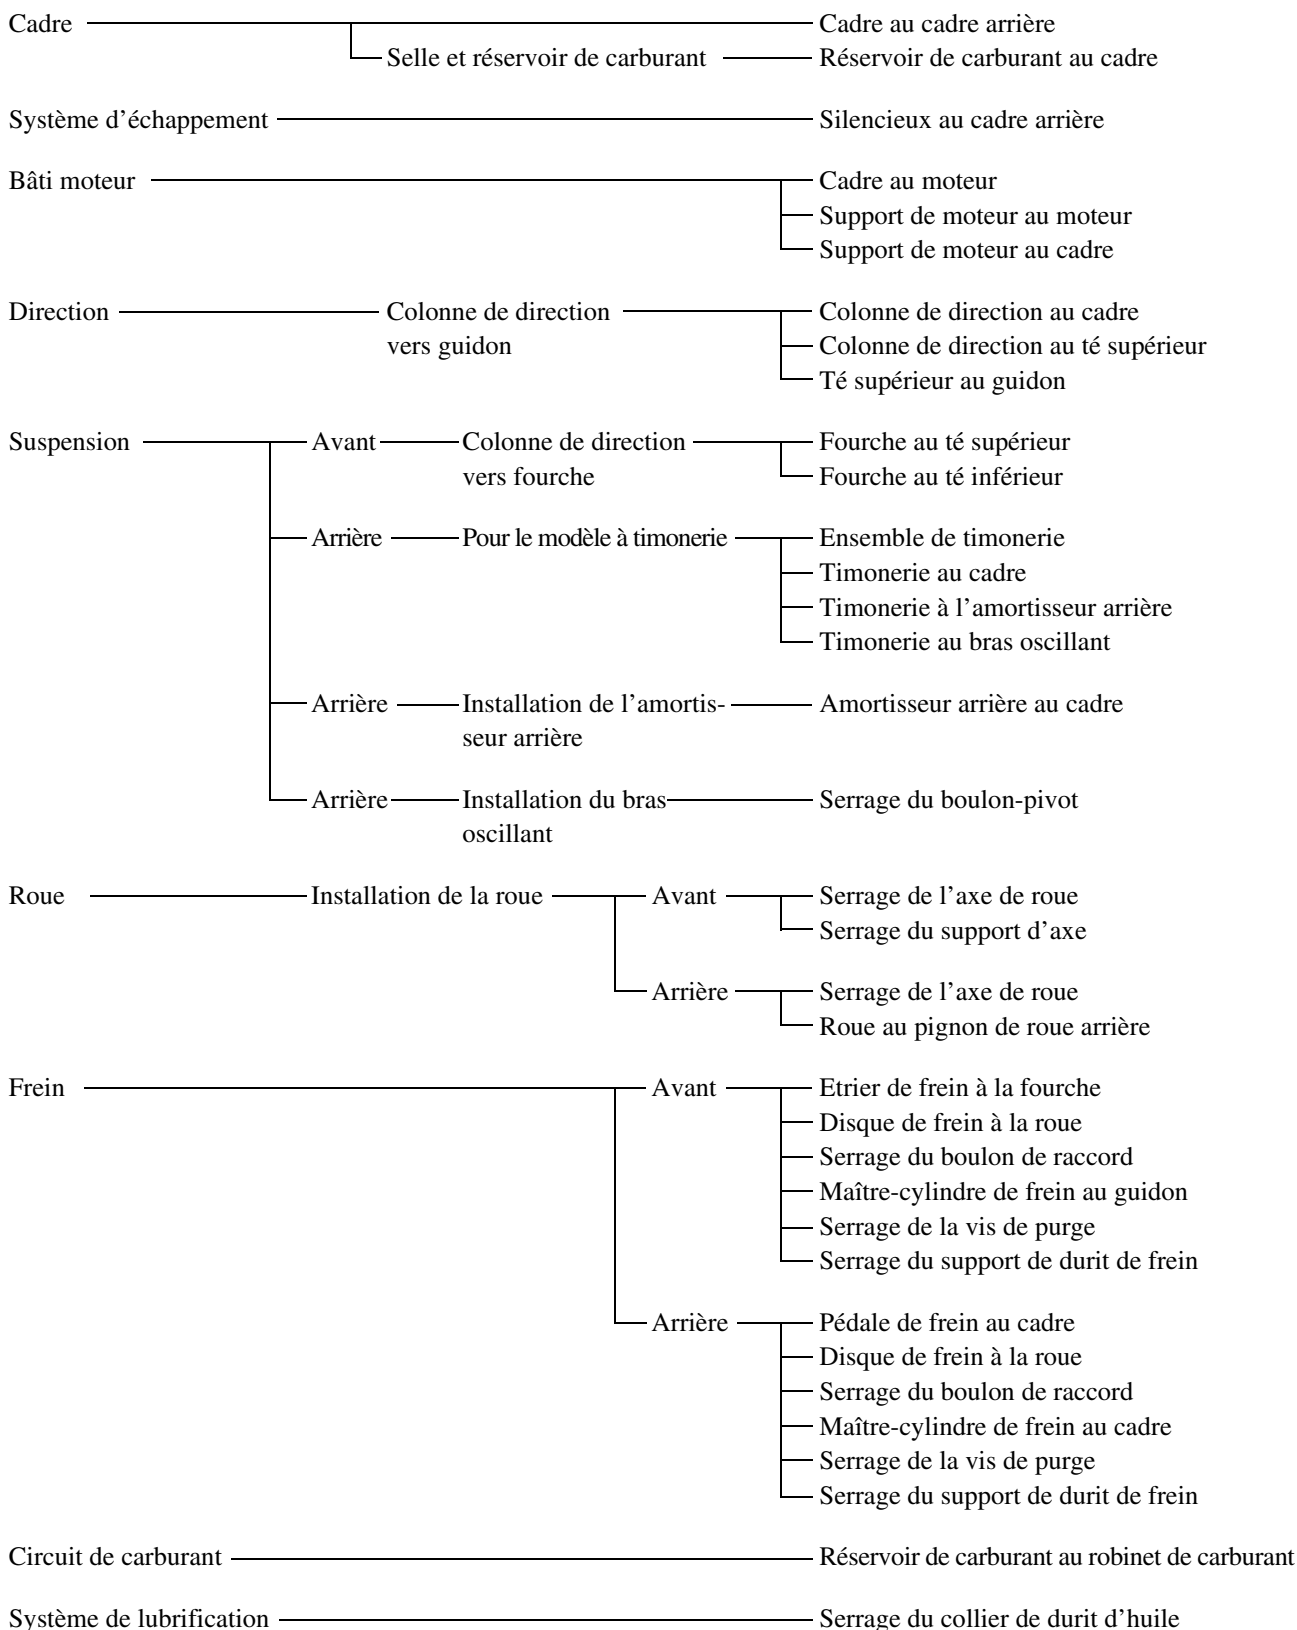 Cadre Cadre au cadre arrière
Selle et réservoir de carburant Réservoir de carburant au cadre
Système d’échappement Silencieux au cadre arrière
Bâti moteur Cadre au moteur
Support de moteur au moteur
Support de moteur au cadre
Direction Colonne de direction Colonne de direction au cadre
vers guidon Colonne de direction au té supérieur
Té supérieur au guidon
Suspension Avant Colonne de direction Fourche au té supérieur
vers fourche Fourche au té inférieur
Arrière Pour le modèle à timonerie Ensemble de timonerie
Timonerie au cadre
Timonerie à l’amortisseur arrière
Timonerie au bras oscillant
Arrière Installation de l’amortis- Amortisseur arrière au cadre
seur arrière
Arrière Installation du bras Serrage du boulon-pivot
oscillant
Roue Installation de la roue Avant Serrage de l’axe de roue
Serrage du support d’axe
Arrière Serrage de l’axe de roue
Roue au pignon de roue arrière
Frein Avant Etrier de frein à la fourche
Disque de frein à la roue
Serrage du boulon de raccord
Maître-cylindre de frein au guidon
Serrage de la vis de purge
Serrage du support de durit de frein
Arrière Pédale de frein au cadre
Disque de frein à la roue
Serrage du boulon de raccord
Maître-cylindre de frein au cadre
Serrage de la vis de purge
Serrage du support de durit de frein
Circuit de carburant Réservoir de carburant au robinet de carburant
Système de lubrification Serrage du collier de durit d’huile